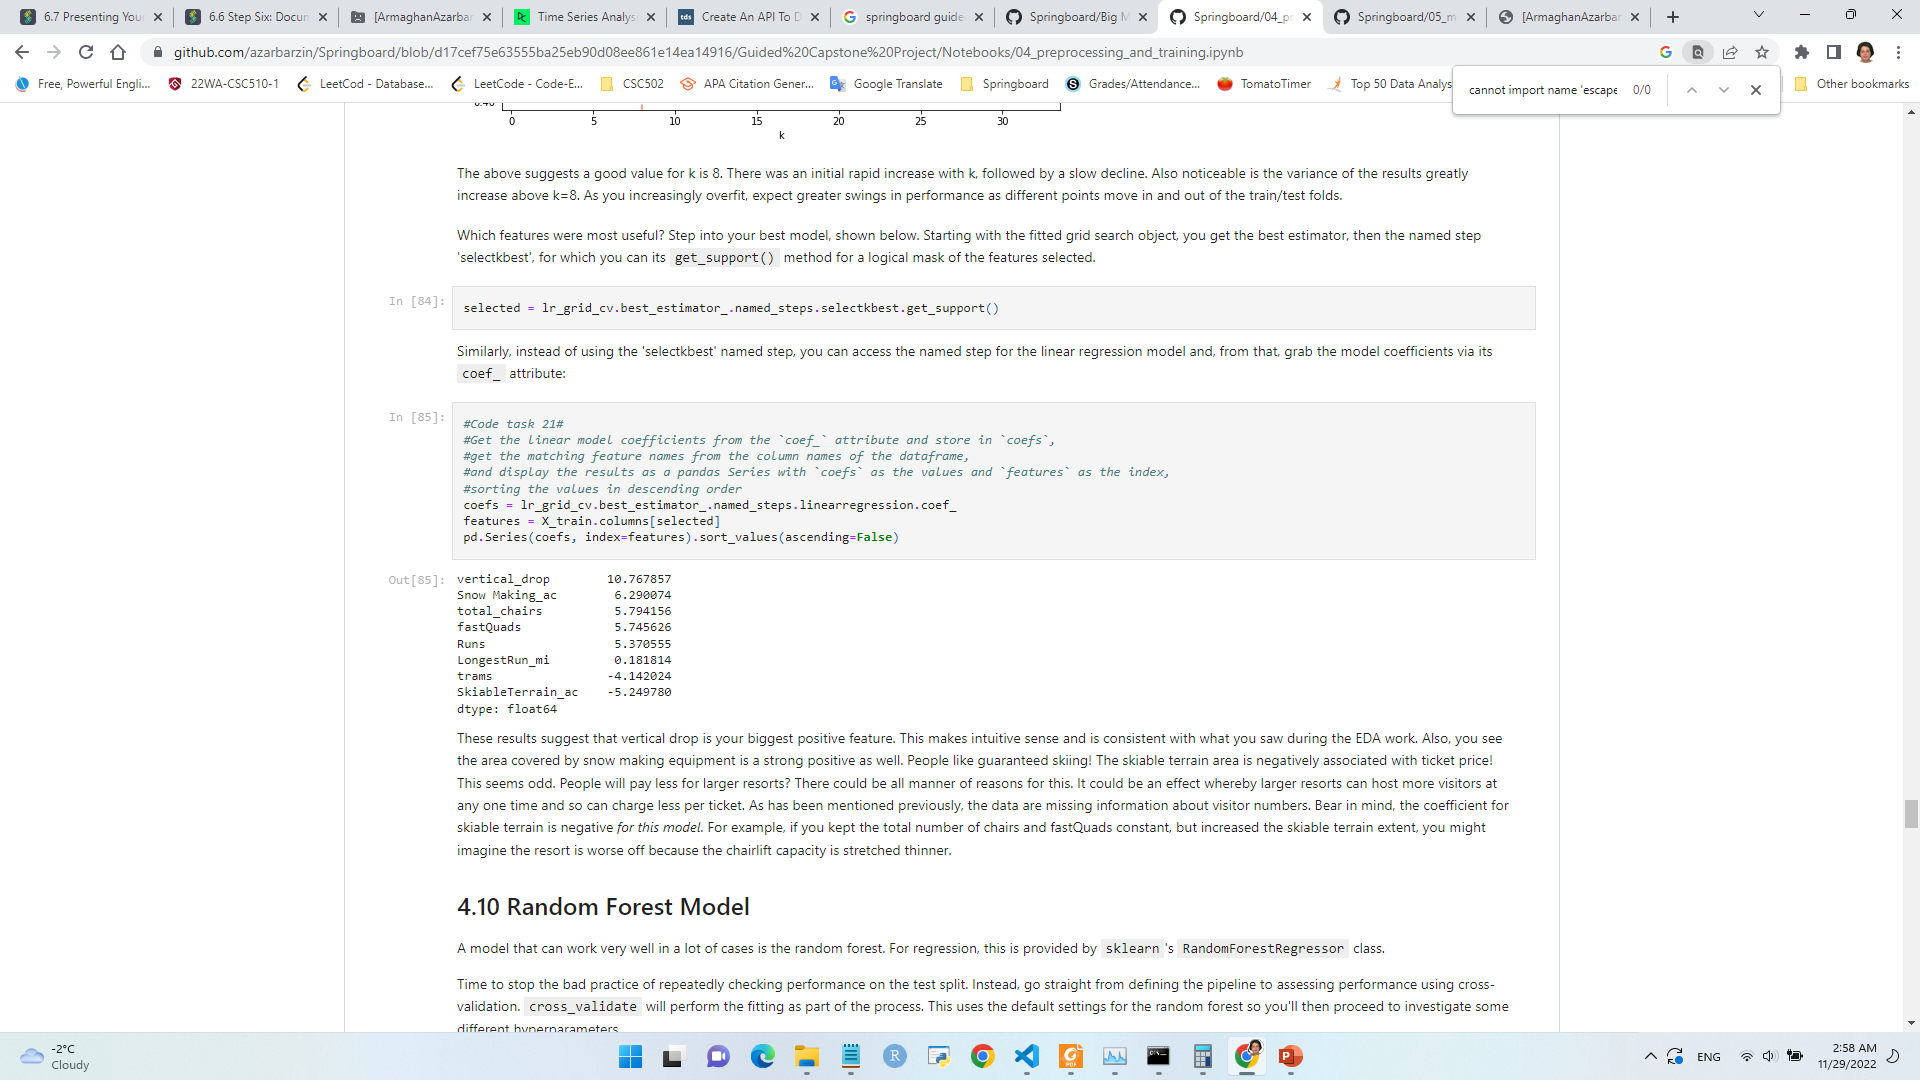 6.7 Presenting Your
6.6 Step Six: Docum
[ArmaghanAzarbar
Time Series Analysi
Create An API To D
springboard guide
Springboard/Big M
Springboard/04_pr
Springboard/05_m
[ArmaghanAzarbar
github.com/azarbarzin/Springboard/blob/d17cef75e63555ba25eb90d08ee861e14ea14916/Guided%20Capstone%20Project/Notebooks/04_preprocessing_and_training.ipynb
Free, Powerful Engli...
22WA-CSC510-1
LeetCod - Database...
LeetCode - Code-E...
CSC502
APA Citation Gener...
Google Translate
Springboard
Grades/Attendance...
TomatoTimer
Top 50 Data Analys
Other bookmarks
cannot import name 'escape
0/0
0 5 10 15 20 25 30
k
The above suggests a good value for k is 8. There was an initial rapid increase with k, followed by a slow decline. Also noticeable is the variance of the results greatly
increase above k=8. As you increasingly overfit, expect greater swings in performance as different points move in and out of the train/test folds.
Which features were most useful? Step into your best model, shown below. Starting with the fitted grid search object, you get the best estimator, then the named step
'selectkbest', for which you can its get_support() method for a logical mask of the features selected.
In [84]:
selected = lr_grid_cv.best_estimator_.named_steps.selectkbest.get_support()
Similarly, instead of using the 'selectkbest' named step, you can access the named step for the linear regression model and, from that, grab the model coefficients via its
coef_ attribute:
In [85]:
#Code task 21#
#Get the linear model coefficients from the `coef_` attribute and store in `coefs`,
#get the matching feature names from the column names of the dataframe,
#and display the results as a pandas Series with `coefs` as the values and `features` as the index,
#sorting the values in descending order
coefs = lr_grid_cv.best_estimator_.named_steps.linearregression.coef_
features = X_train.columns[selected]
pd.Series(coefs, index=features).sort_values(ascending=False)
Out[85]:
vertical_drop 10.767857
Snow Making_ac 6.290074
total_chairs 5.794156
fastQuads 5.745626
Runs 5.370555
LongestRun_mi 0.181814
trams -4.142024
SkiableTerrain_ac -5.249780
dtype: float64
These results suggest that vertical drop is your biggest positive feature. This makes intuitive sense and is consistent with what you saw during the EDA work. Also, you see
the area covered by snow making equipment is a strong positive as well. People like guaranteed skiing! The skiable terrain area is negatively associated with ticket price!
This seems odd. People will pay less for larger resorts? There could be all manner of reasons for this. It could be an effect whereby larger resorts can host more visitors at
any one time and so can charge less per ticket. As has been mentioned previously, the data are missing information about visitor numbers. Bear in mind, the coefficient for
skiable terrain is negative for this model. For example, if you kept the total number of chairs and fastQuads constant, but increased the skiable terrain extent, you might
imagine the resort is worse off because the chairlift capacity is stretched thinner.
4.10 Random Forest Model
A model that can work very well in a lot of cases is the random forest. For regression, this is provided by sklearn's RandomForestRegressor class.
Time to stop the bad practice of repeatedly checking performance on the test split. Instead, go straight from defining the pipeline to assessing performance using cross-
validation. cross_validate will perform the fitting as part of the process. This uses the default settings for the random forest so you'll then proceed to investigate some
different hyperparameters.
-2°C
Cloudy
ENG
2:58 AM
11/29/2022